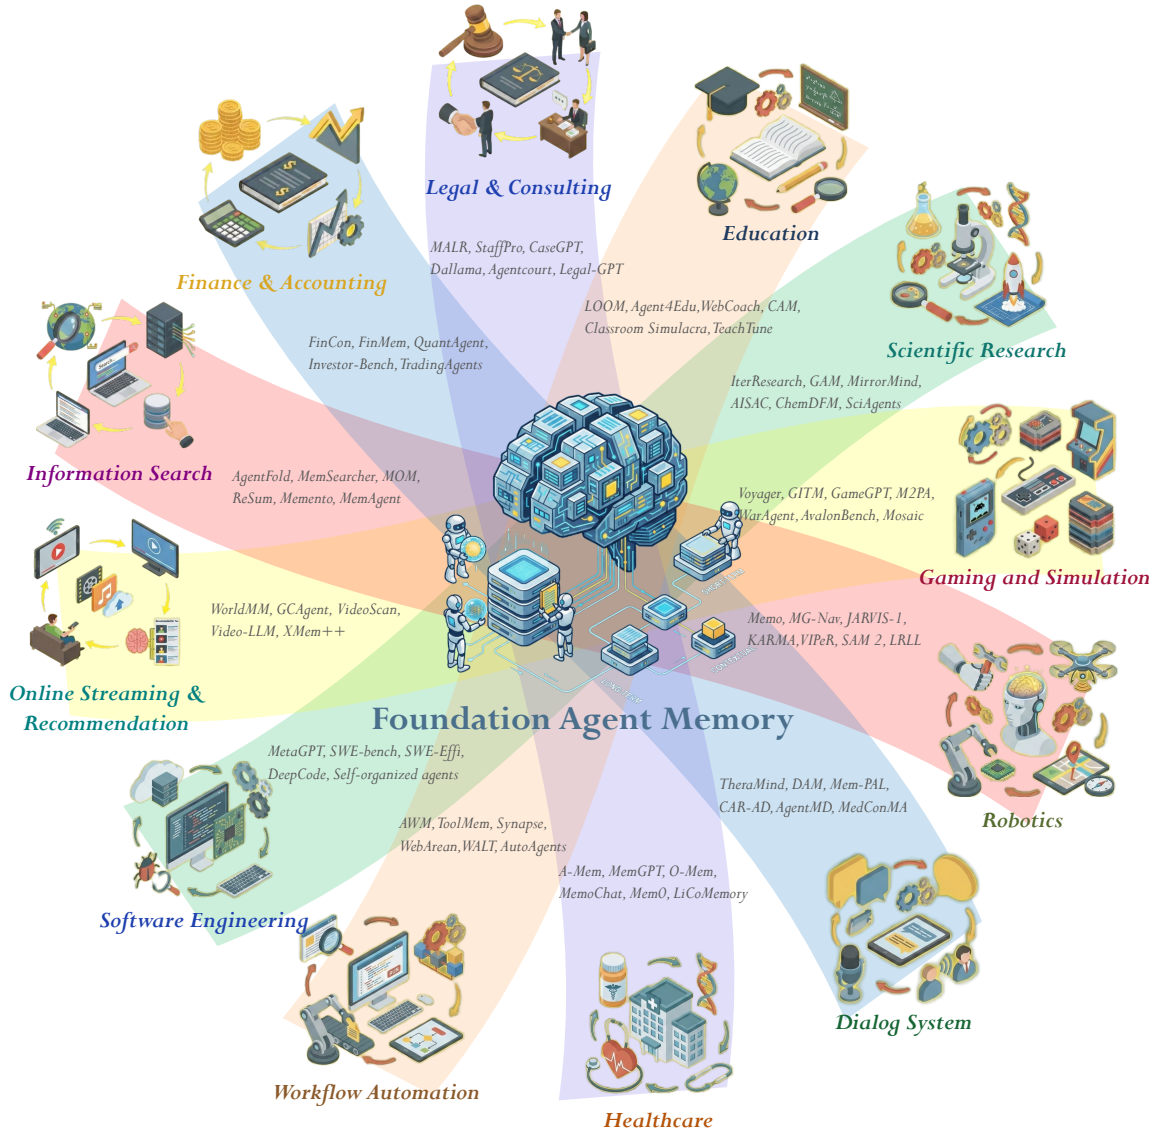 Legal & Consulting
MALR, StaffPro, CaseGPT,
Dallama, Agentcourt, Legal-GPT
Education
LOOM, Agent4Edu,WebCoach, CAM,
Classroom Simulacra, TeachTune
Finance & Accounting
FinCon, FinMem, QuantAgent,
Investor-Bench, TradingAgents
Scientific Research
IterResearch, GAM, MirrorMind,
AISAC, ChemDFM, SciAgents
Information Search
AgentFold, MemSearcher, MOM,
ReSum, Memento, MemAgent
Voyager, GITM, GameGPT, M2PA,
WarAgent, AvalonBench, Mosaic
Gaming and Simulation
WorldMM, GCAgent, VideoScan,
Video-LLM, XMem++
Memo, MG-Nav, JARVIS-1,
KARMA,VIPeR, SAM 2, LRLL
Online Streaming &
Recommendation
LONG-TERM
Foundation Agent Memory
MetaGPT, SWE-bench, SWE-Effi,
DeepCode, Self-organized agents
TheraMind, DAM, Mem-PAL,
CAR-AD, AgentMD, MedConMA
Robotics
AWM, ToolMem, Synapse,
WebArean,WALT, AutoAgents
A-Mem, MemGPT, O-Mem,
MemoChat, Mem0, LiCoMemory
Software Engineering
Dialog System
Workflow Automation
Healthcare